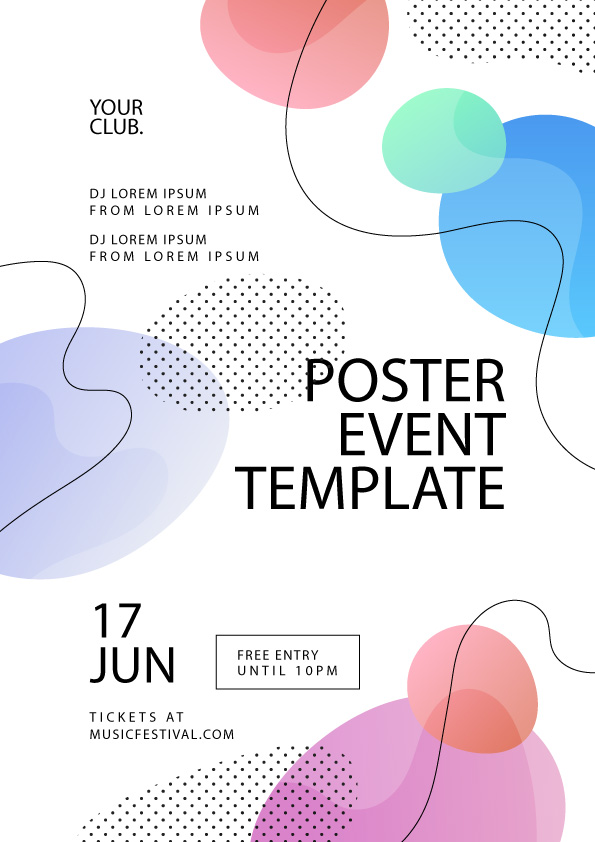 YOUR
CLUB.
DJ LOREM IPSUM
FROM LOREM IPSUM
DJ LOREM IPSUM
FROM LOREM IPSUM
POSTER
EVENT
TEMPLATE
17
JUN
FREE ENTRY
UNTIL 10PM
TICKETS AT
MUSICFESTIVAL.COM